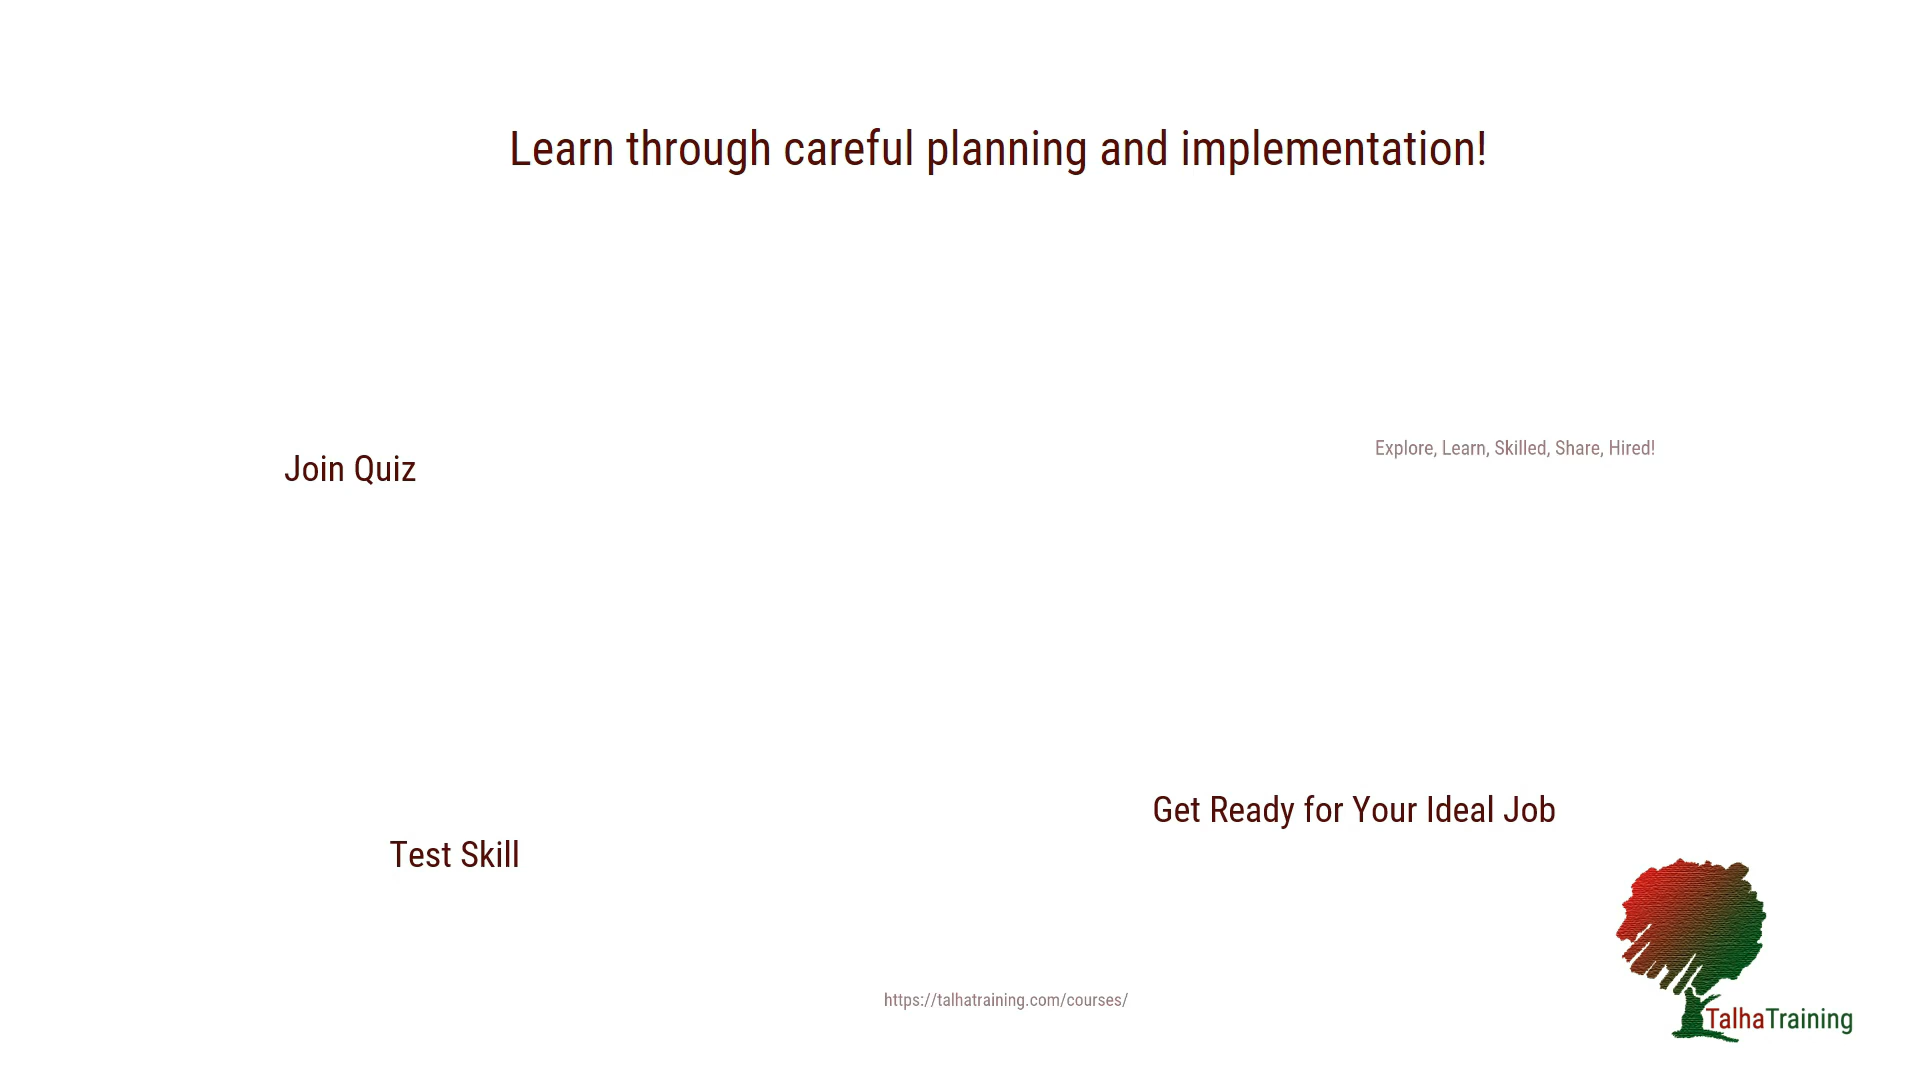 Learn through careful planning and implementation!
Explore, Learn, Skilled, Share, Hired!
Join Quiz
Get Ready for Your Ideal Job
Test Skill
https://talhatraining.com/courses/
TalhaTraining